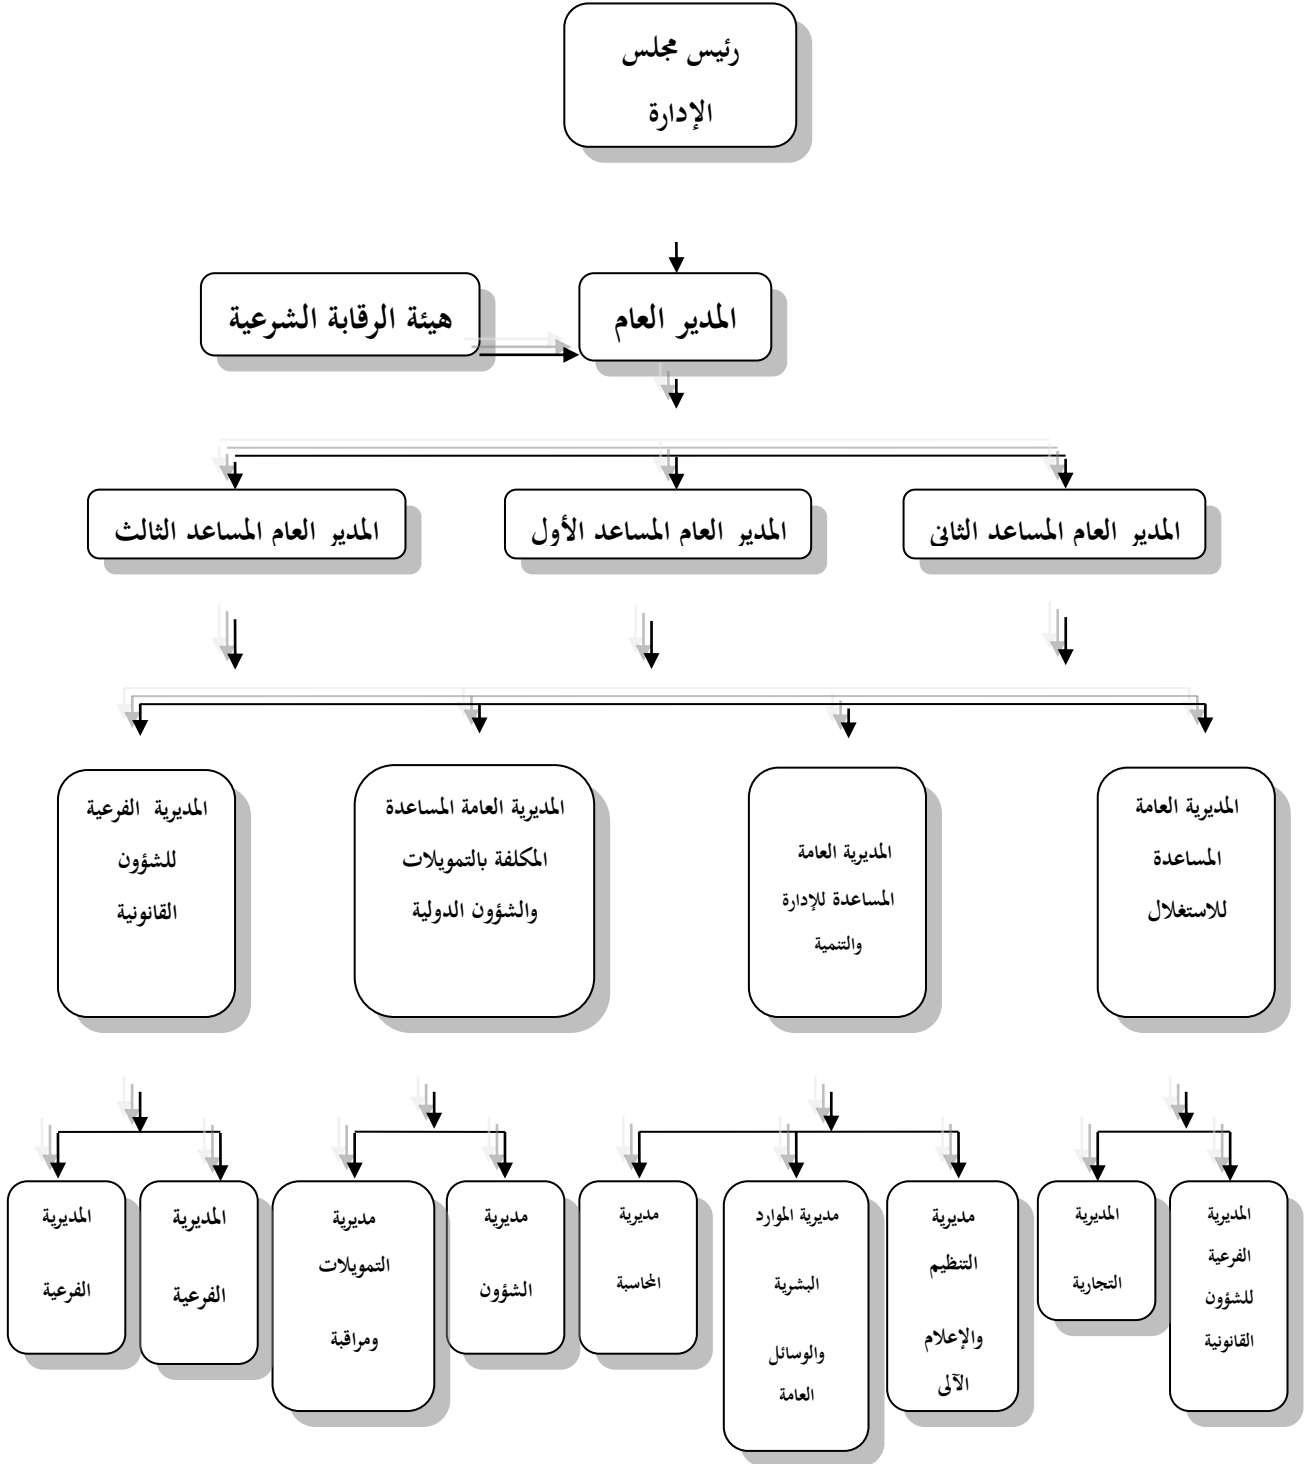 رئيس مجلس
الإدارة
المدير العام
هيئة الرقابة الشرعية
المدير العام المساعد الثاني
المدير العام المساعد الأول
المدير العام المساعد الثالث
المديرية العامة
المساعدة
للاستغلال
المديرية العامة
المساعدة للإدارة
والتنمية
المديرية العامة المساعدة
المكلفة بالتمويلات
والشؤون الدولية
المديرية الفرعية
للشؤون
القانونية
المديرية
الفرعية
للشؤون
القانونية
المديرية
التجارية
مديرية
التنظيم
والإعلام
الآلي
مديرية الموارد
البشرية
والوسائل
العامة
مديرية
المحاسبة
مديرية
الشؤون
مديرية
التمويلات
ومراقبة
المديرية
الفرعية
المديرية
الفرعية